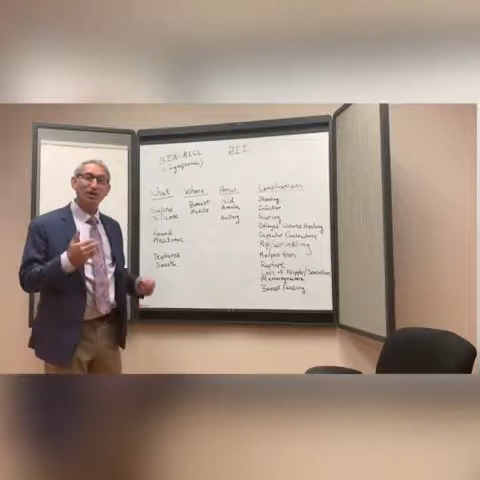 BIA-ALCL BII
(Lymphoma)
What Where How Complications
Saline Breast Fold Bleeding
Silicone Muscle Areola Infection
Axillary Scarring
Round Delayed Wound Healing
Anatomic Capsular Contracture
Rip/wrinkling
Textured Malposition
Smooth Rupture
Loss of Nipple/Sensation
Mammograms
Breast Feeding